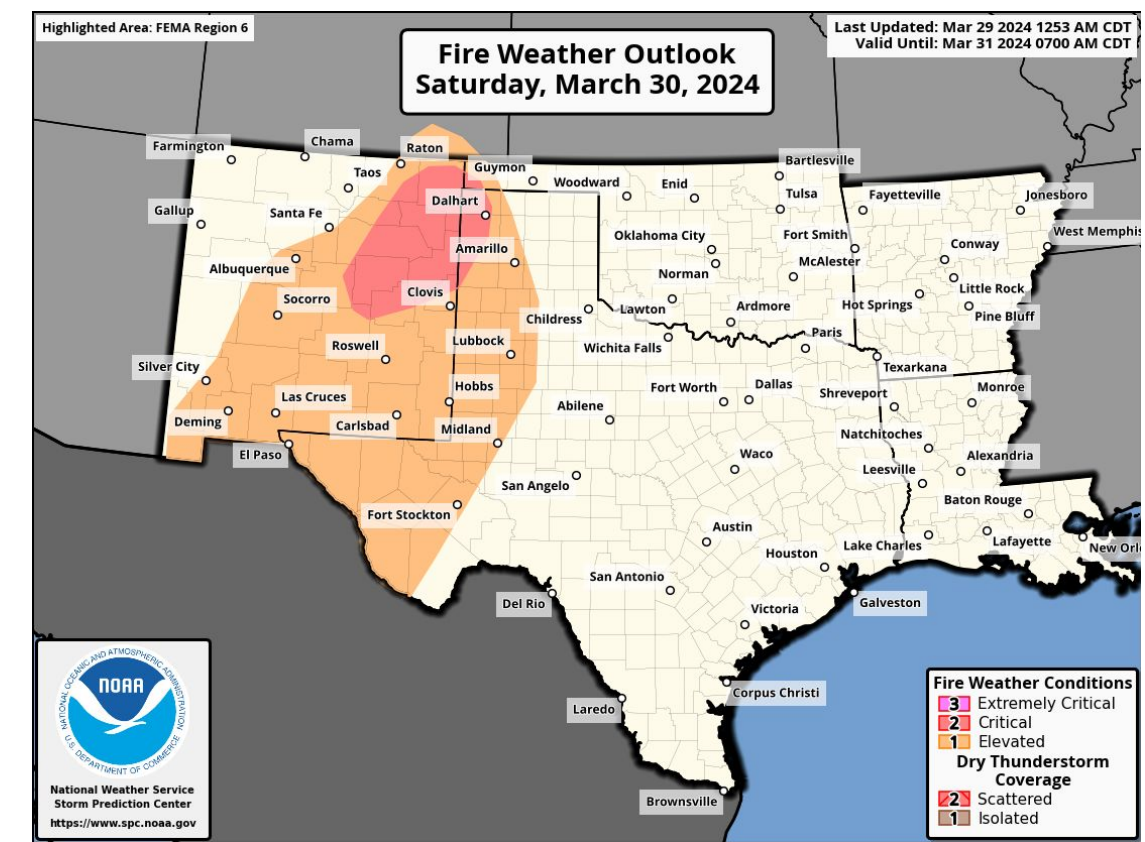 Highlighted Area: FEMA Region 6
Last Updated: Mar 29 2024 1253 AM CDT
Valid Until: Mar 31 2024 0700 AM CDT
Fire Weather Outlook
Saturday, March 30, 2024
Farmington
Chama
Raton
Taos
Guymon
Woodward
Enid
Bartlesville
Tulsa
Fayetteville
Jonesboro
Gallup
Santa Fe
Dalhart
Oklahoma City
Fort Smith
West Memphis
Albuquerque
Amarillo
Norman
McAlester
Conway
Socorro
Clovis
Childress
Lawton
Ardmore
Hot Springs
Little Rock
Pine Bluff
Roswell
Lubbock
Wichita Falls
Paris
Texarkana
Silver City
Hobbs
Fort Worth
Dallas
Shreveport
Monroe
Deming
Las Cruces
Carlsbad
Midland
Abilene
Natchitoches
El Paso
Waco
Leesville
Alexandria
San Angelo
Fort Stockton
Baton Rouge
Austin
Houston
Lake Charles
Lafayette
New Orl
San Antonio
Del Rio
Victoria
Galveston
Laredo
Corpus Christi
Brownsville
NATIONAL OCEANIC AND ATMOSPHERIC ADMINISTRATION
NOAA
U.S. DEPARTMENT OF COMMERCE
National Weather Service
Storm Prediction Center
https://www.spc.noaa.gov
Fire Weather Conditions
3 Extremely Critical
2 Critical
1 Elevated
Dry Thunderstorm
Coverage
2 Scattered
1 Isolated